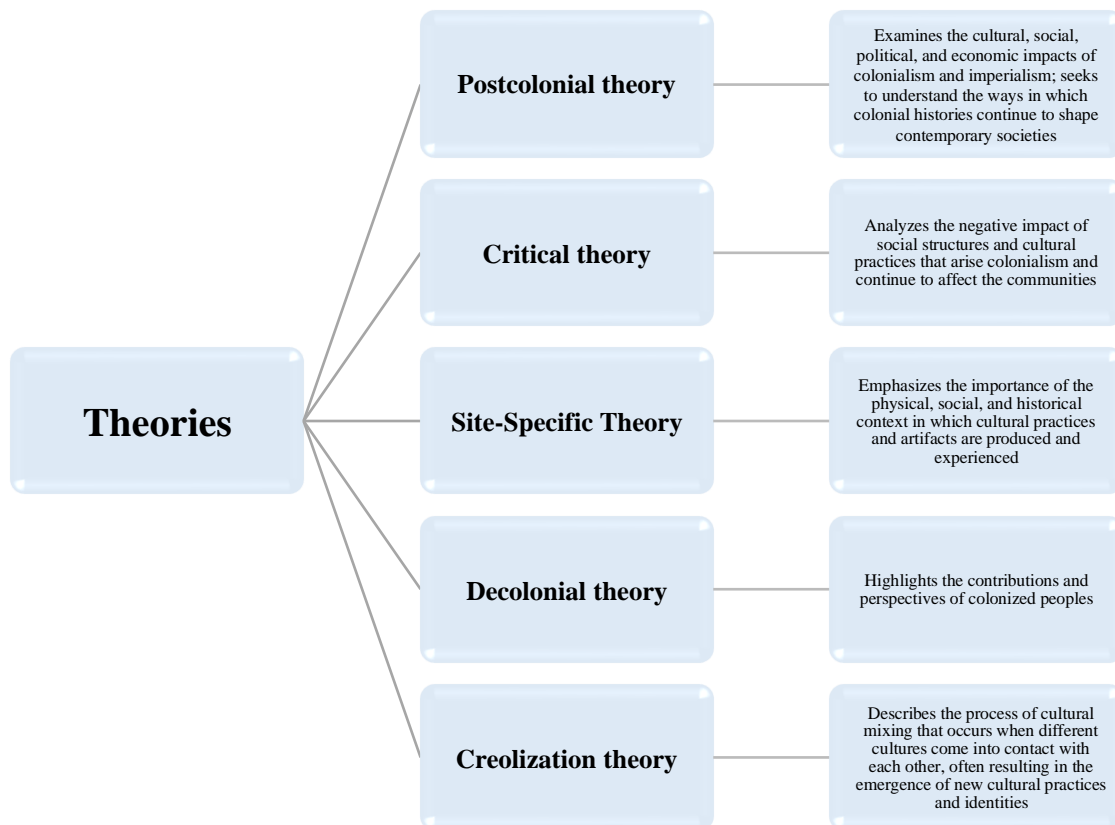 Theories
Postcolonial theory
Examines the cultural, social,
political, and economic impacts of
colonialism and imperialism; seeks
to understand the ways in which
colonial histories continue to shape
contemporary societies
Critical theory
Analyzes the negative impact of
social structures and cultural
practices that arise colonialism and
continue to affect the communities
Site-Specific Theory
Emphasizes the importance of the
physical, social, and historical
context in which cultural practices
and artifacts are produced and
experienced
Decolonial theory
Highlights the contributions and
perspectives of colonized peoples
Creolization theory
Describes the process of cultural
mixing that occurs when different
cultures come into contact with
each other, often resulting in the
emergence of new cultural practices
and identities